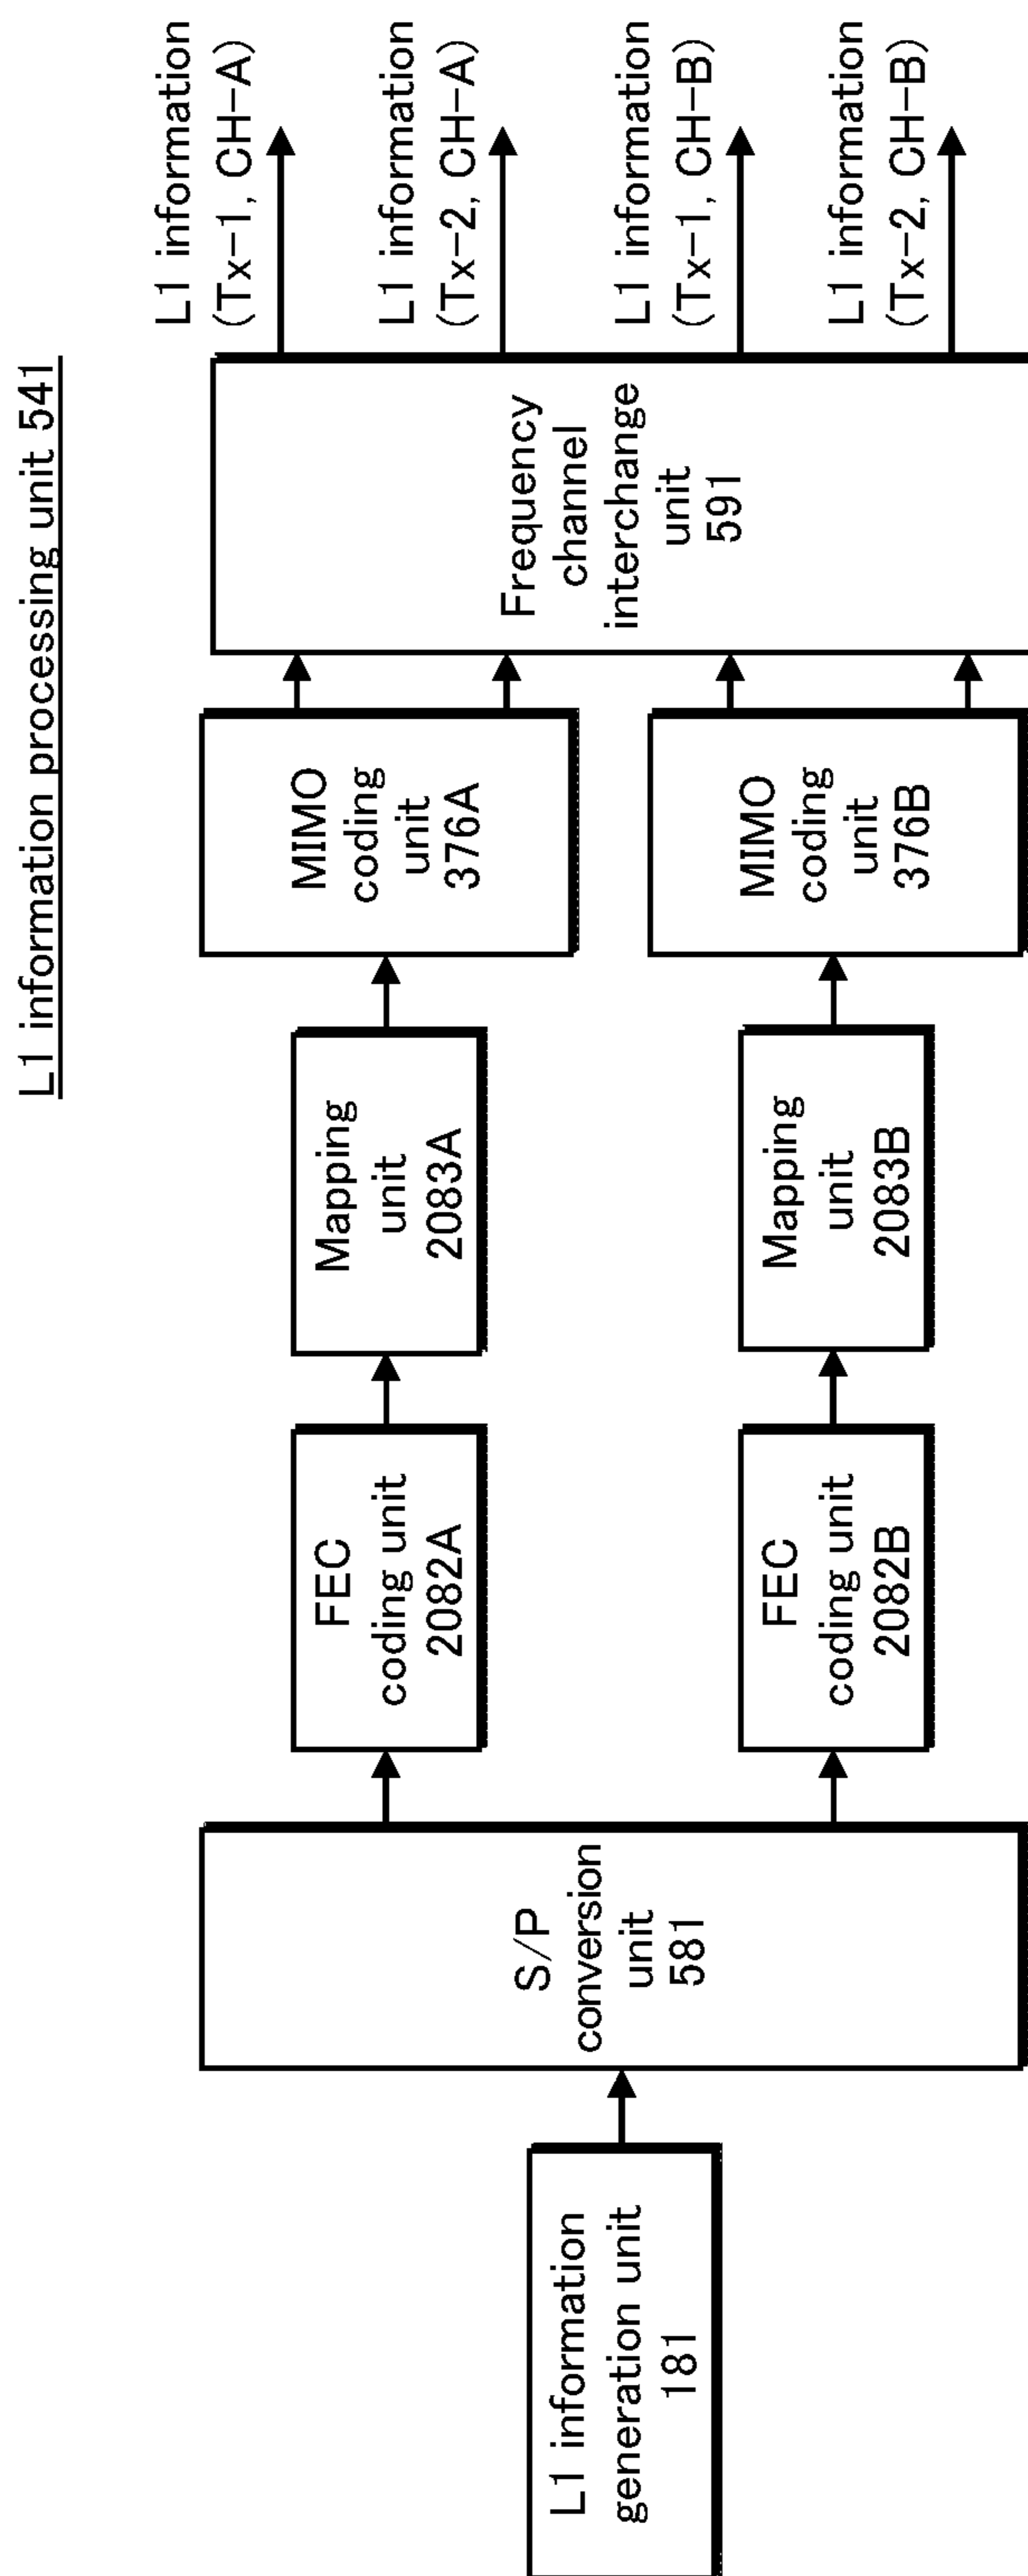 L1 information processing unit 541
L1 information
generation unit
181
S/P
conversion
unit
581
FEC
coding unit
2082A
Mapping
unit
2083A
MIMO
coding
unit
376A
FEC
coding unit
2082B
Mapping
unit
2083B
MIMO
coding
unit
376B
Frequency
channel
interchange
unit
591
L1 information
(Tx-1, CH-A)
L1 information
(Tx-2, CH-A)
L1 information
(Tx-1, CH-B)
L1 information
(Tx-2, CH-B)